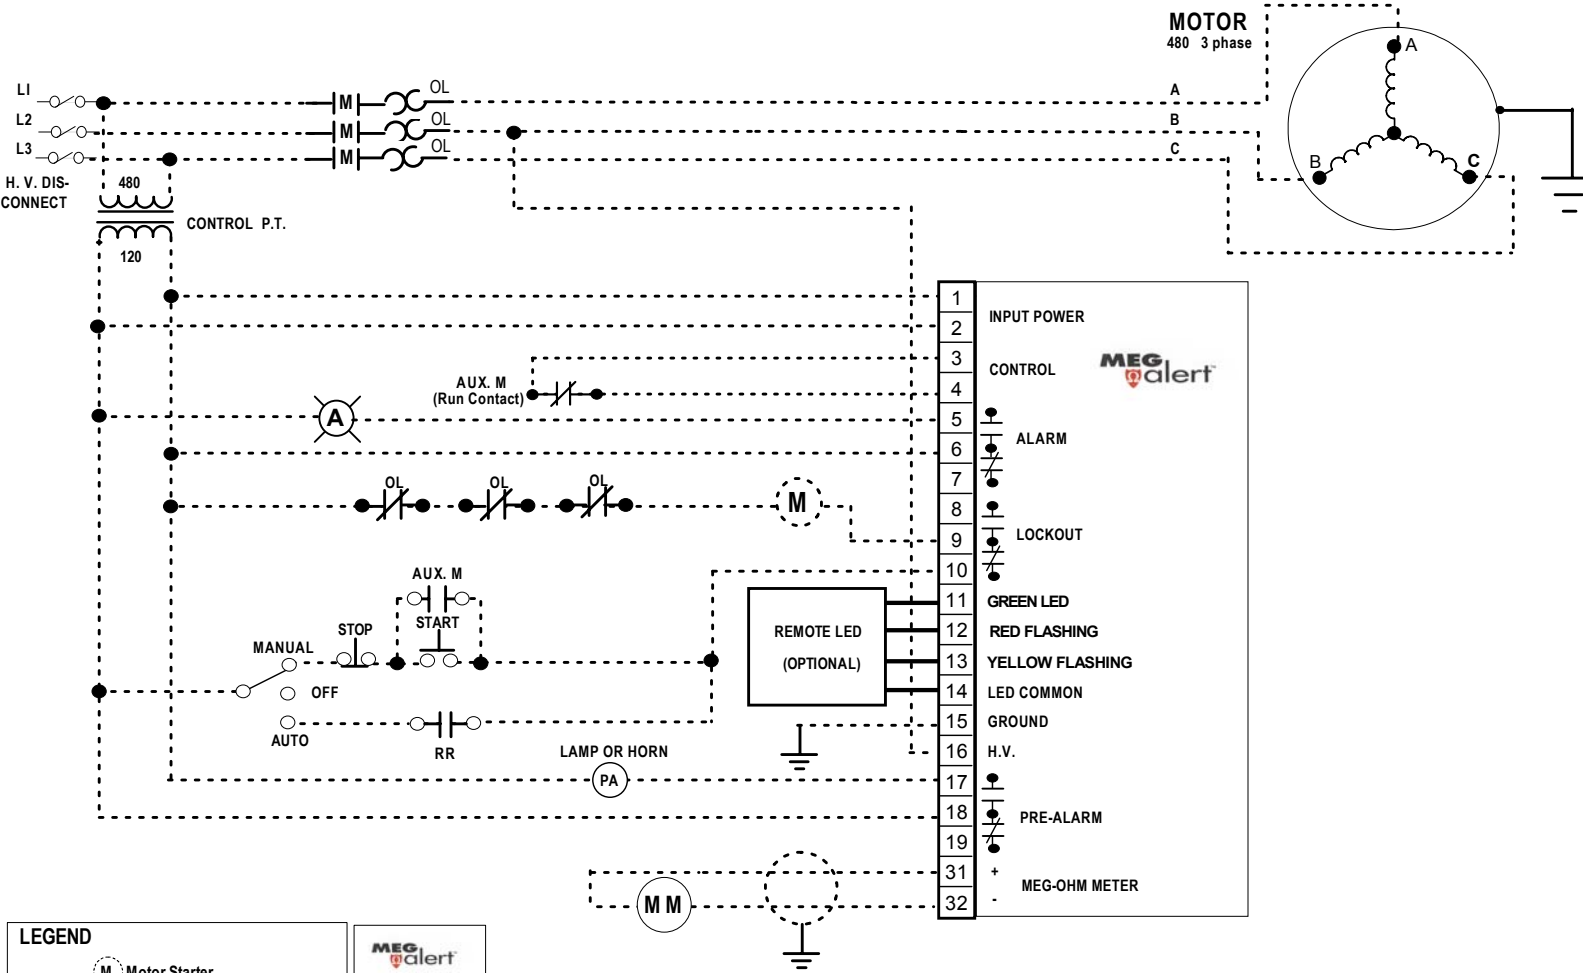 MOTOR
480 3 phase
A
LI
L2
L3
H. V. DIS-
CONNECT
M
M
M
OL
OL
OL
A
B
C
B
C
480
CONTROL P.T.
120
1
2
INPUT POWER
3
4
CONTROL
MEG
alert™
AUX. M
(Run Contact)
A
5
6
7
ALARM
OL
OL
OL
M
8
9
10
LOCKOUT
AUX. M
START
STOP
MANUAL
OFF
AUTO
RR
REMOTE LED
(OPTIONAL)
11 GREEN LED
12 RED FLASHING
13 YELLOW FLASHING
14 LED COMMON
15 GROUND
16 H.V.
LAMP OR HORN
PA
17
18
19
PRE-ALARM
31 +
32 -
MEG-OHM METER
M M
LEGEND
M Motor Starter
MEG
alert